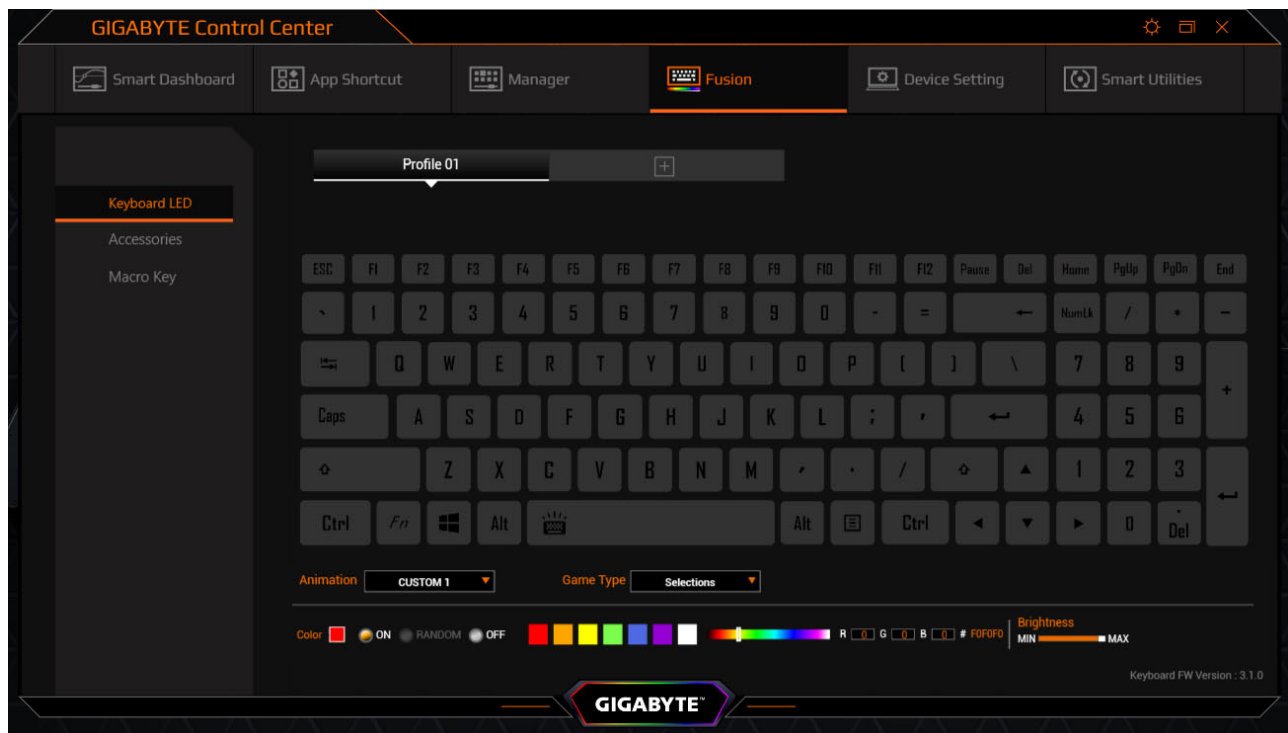 GIGABYTE Control Center
Smart Dashboard App Shortcut Manager Fusion Device Setting Smart Utilities
Profile 01
Keyboard LED
Accessories
Macro Key
ESC F1 F2 F3 F4 F5 F6 F7 F8 F9 F10 F11 F12 Pause Del Home PgUp PgDn End
` 1 2 3 4 5 6 7 8 9 0 - = ← NumLk / * -
Q W E R T Y U I O P [ ] \ 7 8 9 +
Caps A S D F G H J K L ; ' 4 5 6
Z X C V B N M , . / 1 2 3
Ctrl Fn Alt Alt Ctrl 0 . Del
Animation CUSTOM 1 Game Type Selections
Color ON RANDOM OFF R 0 G 0 B 0 # F0F0F0 Brightness
MIN MAX
Keyboard FW Version : 3.1.0
GIGABYTE™